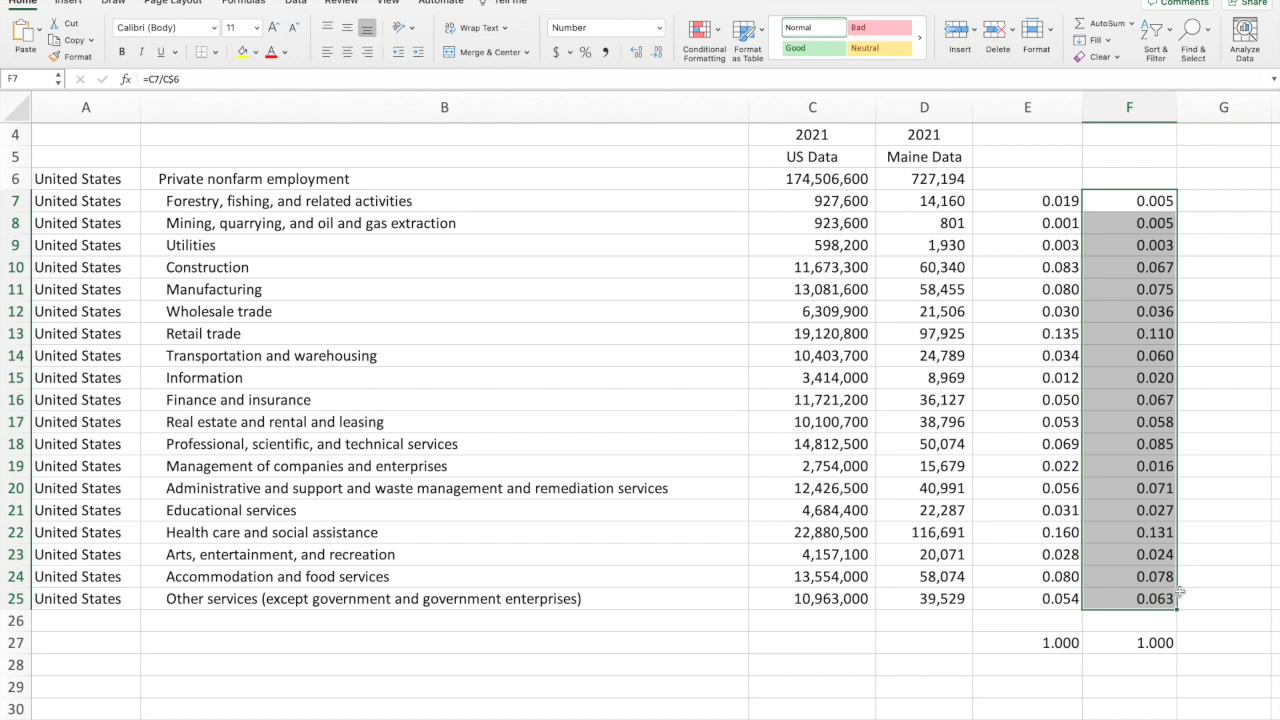 Home Insert Draw Page Layout Formulas Data Review View Automate Tell me Comments Share
Paste Cut Copy Format Calibri (Body) 11 A A Wrap Text Number Normal Bad AutoSum
B I U A Merge & Center $ % Good Neutral Fill Clear
Conditional Formatting Format as Table Insert Delete Format Sort & Filter Find & Select Analyze Data
F7 fx =C7/C$6
A B C D E F G
4 2021 2021
5 US Data Maine Data
6 United States Private nonfarm employment 174,506,600 727,194
7 United States Forestry, fishing, and related activities 927,600 14,160 0.019 0.005
8 United States Mining, quarrying, and oil and gas extraction 923,600 801 0.001 0.005
9 United States Utilities 598,200 1,930 0.003 0.003
10 United States Construction 11,673,300 60,340 0.083 0.067
11 United States Manufacturing 13,081,600 58,455 0.080 0.075
12 United States Wholesale trade 6,309,900 21,506 0.030 0.036
13 United States Retail trade 19,120,800 97,925 0.135 0.110
14 United States Transportation and warehousing 10,403,700 24,789 0.034 0.060
15 United States Information 3,414,000 8,969 0.012 0.020
16 United States Finance and insurance 11,721,200 36,127 0.050 0.067
17 United States Real estate and rental and leasing 10,100,700 38,796 0.053 0.058
18 United States Professional, scientific, and technical services 14,812,500 50,074 0.069 0.085
19 United States Management of companies and enterprises 2,754,000 15,679 0.022 0.016
20 United States Administrative and support and waste management and remediation services 12,426,500 40,991 0.056 0.071
21 United States Educational services 4,684,400 22,287 0.031 0.027
22 United States Health care and social assistance 22,880,500 116,691 0.160 0.131
23 United States Arts, entertainment, and recreation 4,157,100 20,071 0.028 0.024
24 United States Accommodation and food services 13,554,000 58,074 0.080 0.078
25 United States Other services (except government and government enterprises) 10,963,000 39,529 0.054 0.063
26
27 1.000 1.000
28
29
30